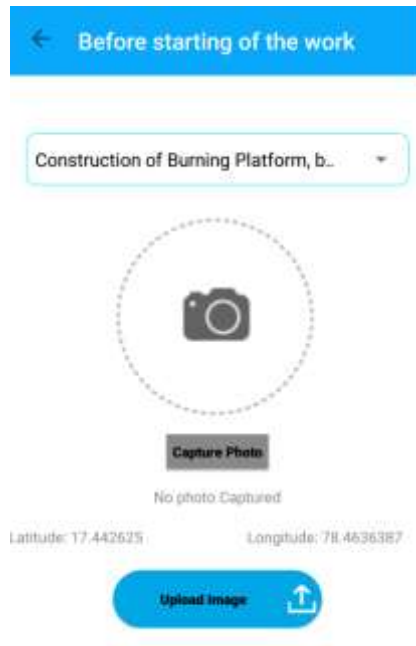 Before starting of the work
Construction of Burning Platform, b..
Capture Photo
No photo Captured
Latitude: 17.442625 Longitude: 78.4636387
Upload Image